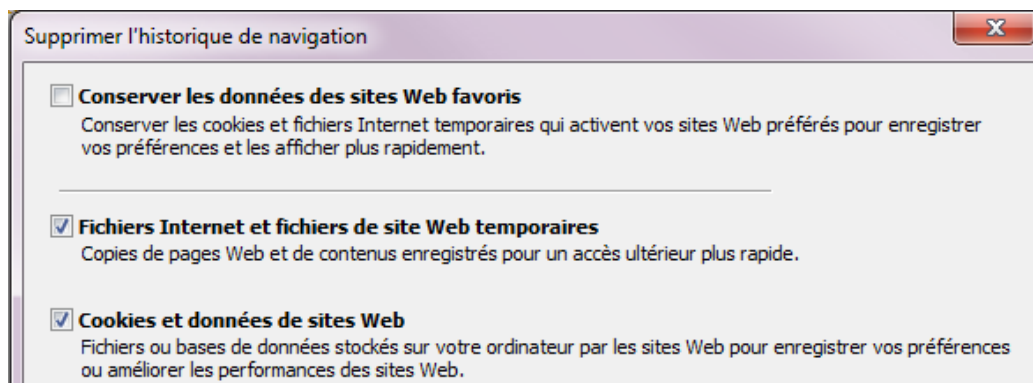 Supprimer l'historique de navigation
Conserver les données des sites Web favoris
Conserver les cookies et fichiers Internet temporaires qui activent vos sites Web préférés pour enregistrer
vos préférences et les afficher plus rapidement.
Fichiers Internet et fichiers de site Web temporaires
Copies de pages Web et de contenus enregistrés pour un accès ultérieur plus rapide.
Cookies et données de sites Web
Fichiers ou bases de données stockés sur votre ordinateur par les sites Web pour enregistrer vos préférences
ou améliorer les performances des sites Web.